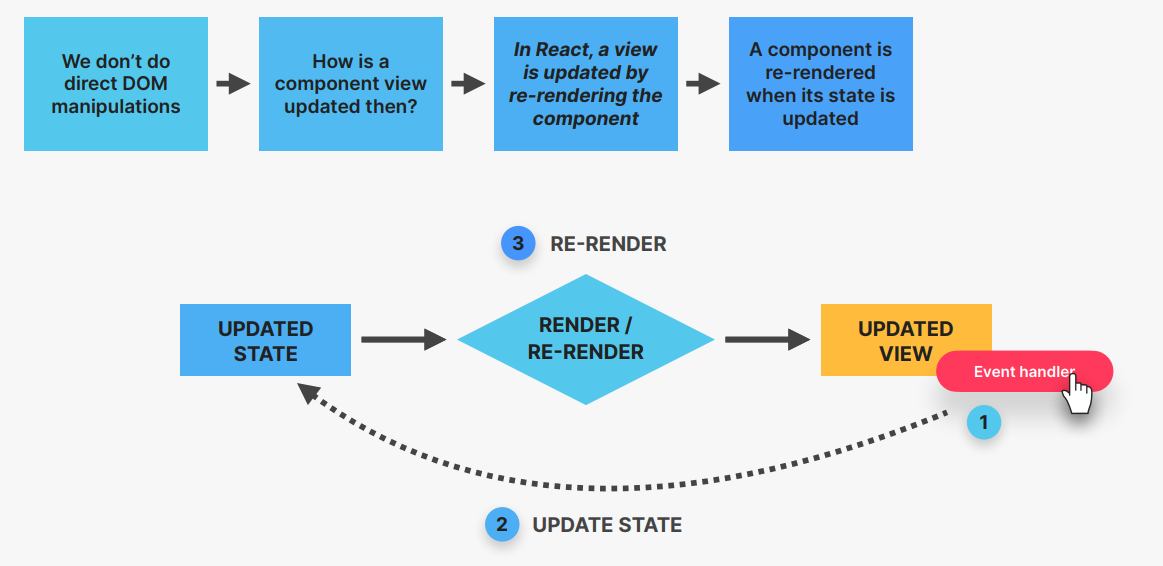 We don't do
direct DOM
manipulations
How is a
component view
updated then?
In React, a view
is updated by
re-rendering the
component
A component is
re-rendered
when its state is
updated
3 RE-RENDER
UPDATED
STATE
RENDER /
RE-RENDER
UPDATED
VIEW
Event handler
1
2 UPDATE STATE